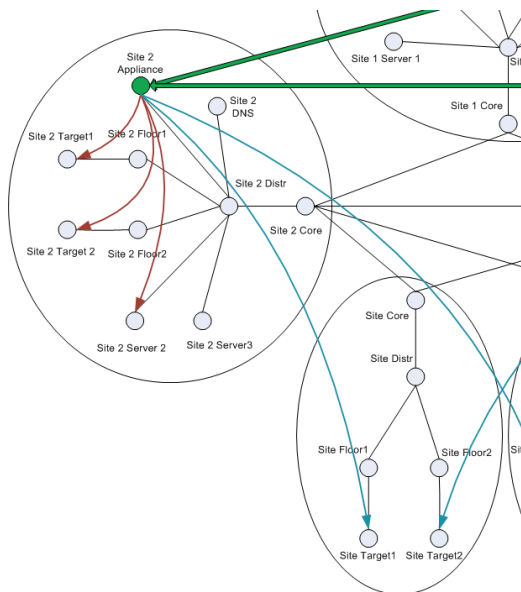 Site 2
Appliance
Site 1 Server 1
Site
Site 2
DNS
Site 1 Core
Site 2 Target1
Site 2 Floor1
Site 2 Distr
Site 2 Target 2
Site 2 Floor2
Site 2 Core
Site 2 Server 2
Site 2 Server3
Site Core
Site Distr
Site Floor1
Site Floor2
Site Target1
Site Target2